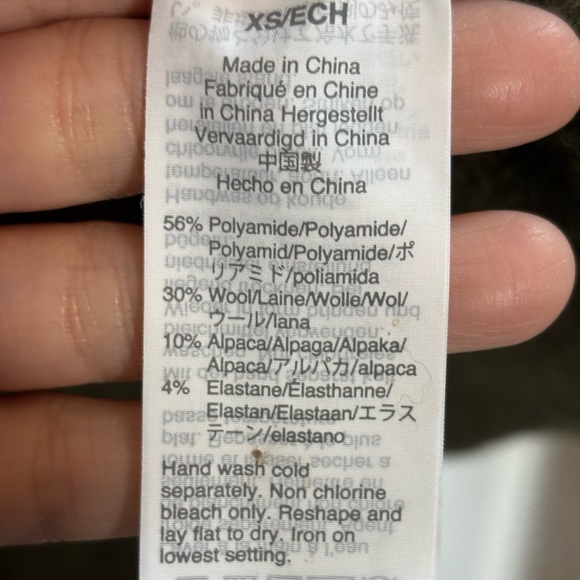 XS/ECH
Made in China
Fabriqué en Chine
in China Hergestellt
Vervaardigd in China
中国製
Hecho en China
56% Polyamide/Polyamide/
Polyamid/Polyamide/ポ
リアミド/poliamida
30% Wool/Laine/Wolle/Wol/
ウール/lana
10% Alpaca/Alpaga/Alpaka/
Alpaca/アルパカ/alpaca
4% Elastane/Elasthanne/
Elastan/Elastaan/エラス
テーン/elastano
Hand wash cold
separately. Non chlorine
bleach only. Reshape and
lay flat to dry. Iron on
lowest setting.